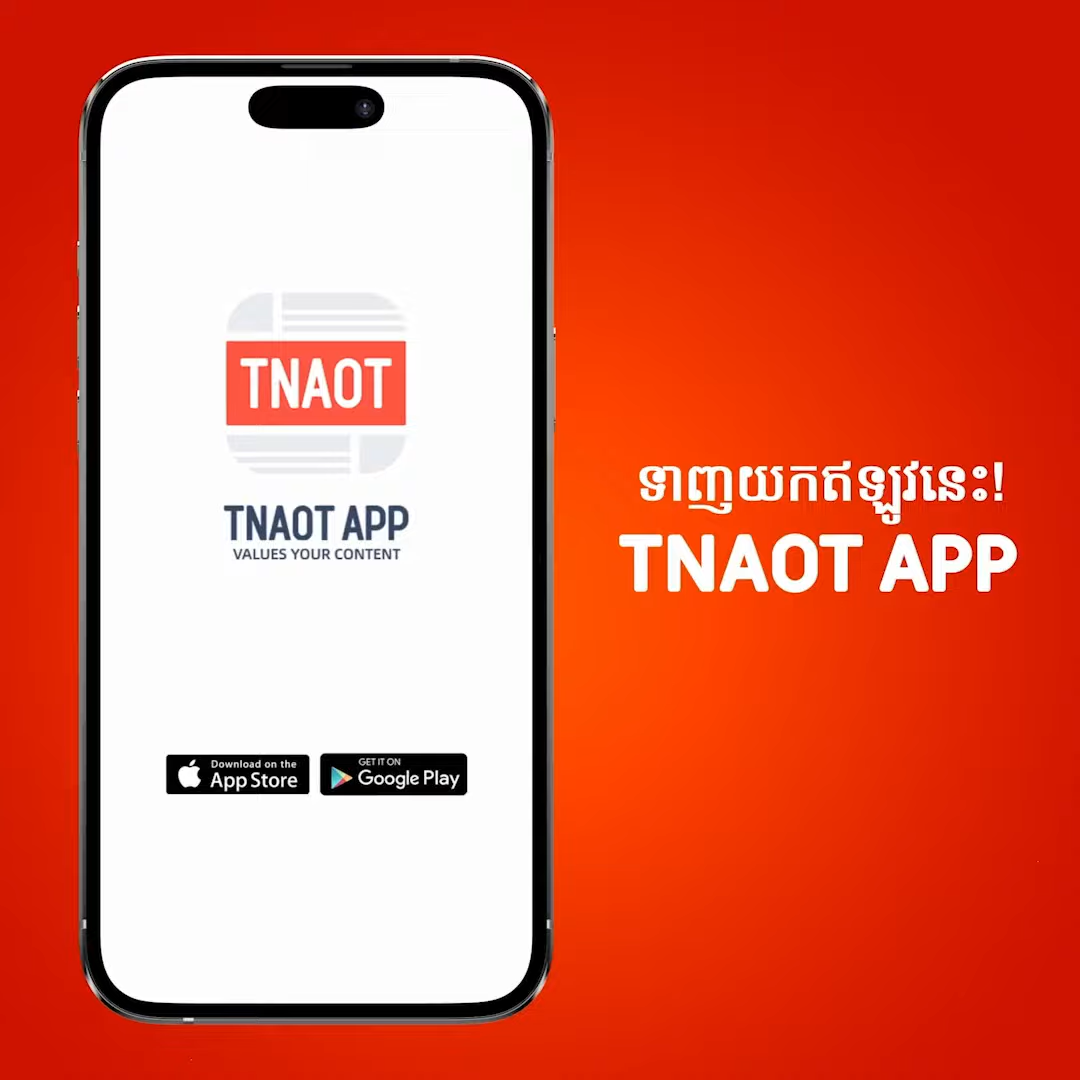 TNAOT
TNAOT APP
VALUES YOUR CONTENT
Download on the
App Store
GET IT ON
Google Play
ទាញយកឥឡូវនេះ!
TNAOT APP